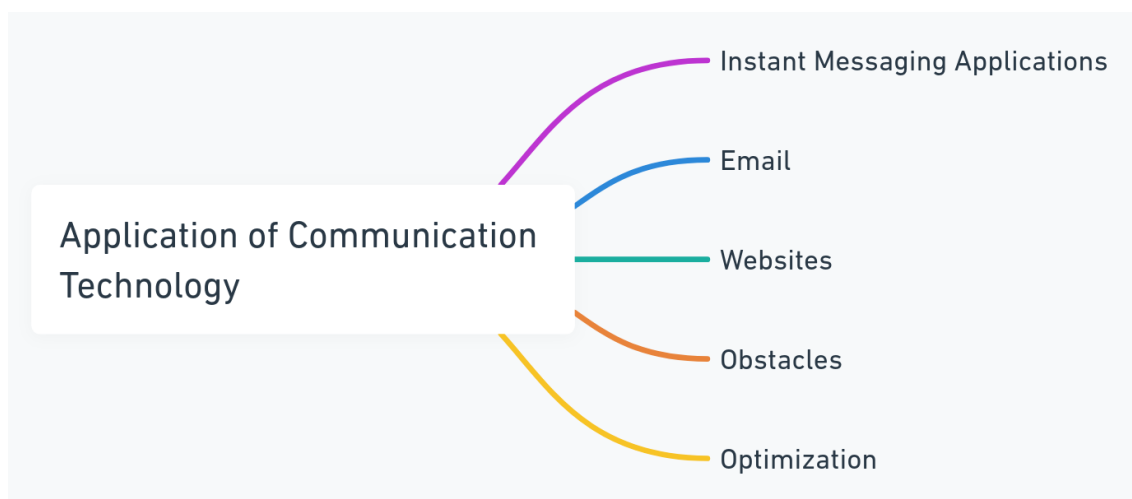 Application of Communication
Technology
Instant Messaging Applications
Email
Websites
Obstacles
Optimization